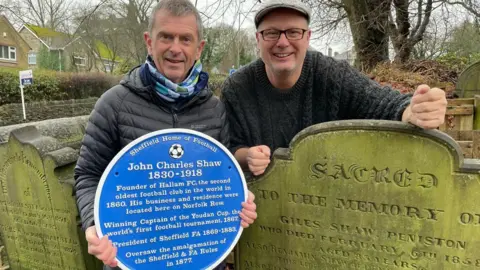 Sheffield Home of Football
John Charles Shaw
1830-1918
Founder of Hallam FC, the second
oldest football club in the world in
1860. His business and residence were
located here on Norfolk Row
Winning Captain of the Youdan Cup, the
world's first football tournament, 1867.
President of Sheffield FA 1869-1885.
Oversaw the amalgamation of
the Sheffield & FA Rules
in 1877.
SACRED
TO THE MEMORY OF
GILES SHAW